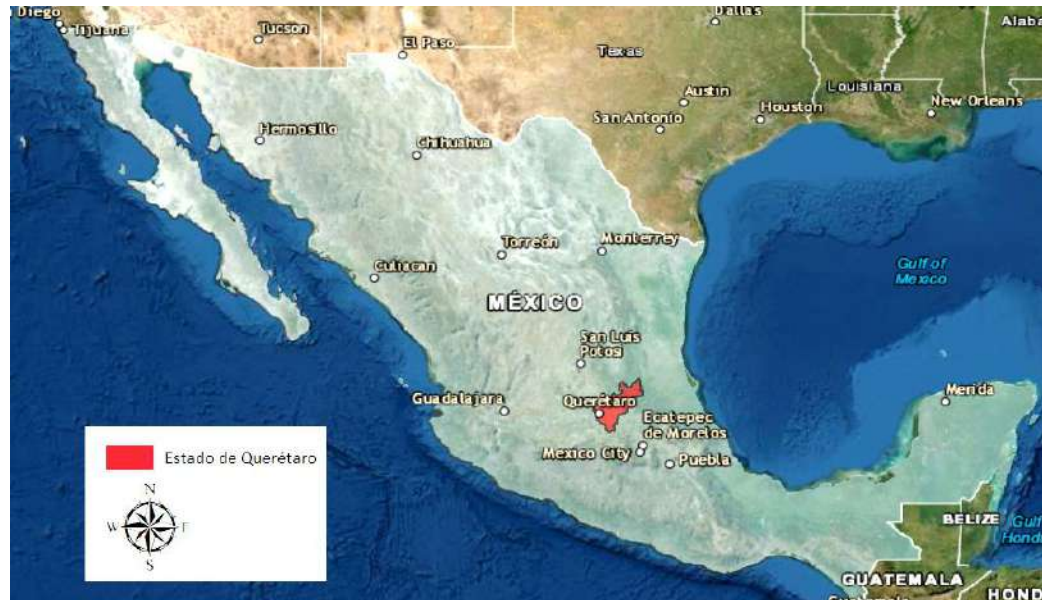 Diego
Tijuana
Tucson
El Paso
Dallas
Texas
Alab
Louisiana
Austin
Houston
New Orleans
San Antonio
Hermosillo
Chihuahua
Torreón
Monterrey
Culiacan
Gulf of
Mexico
MÉXICO
San Luis
Potosí
Guadalajara
Querétaro
Merida
Ecatepec
de Morelos
Mexico City
Puebla
Estado de Querétaro
N
W E
S
BELIZE
Gulf
Hond
GUATEMALA
Guatemala
HOND